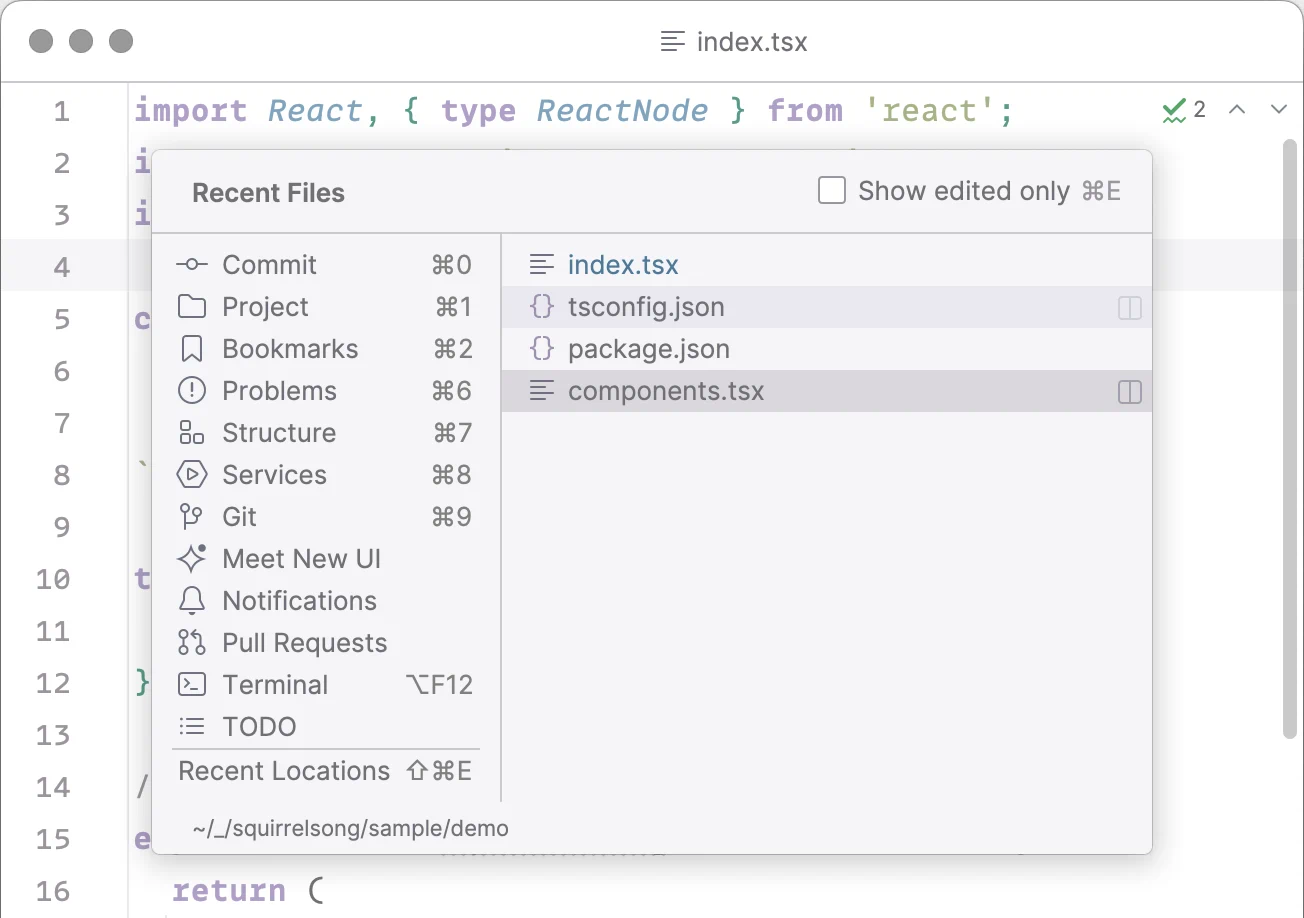 index.tsx
1 import React, { type ReactNode } from 'react'; 2
2 i
3 i
4
5 c
6
7
8 `
9
10 t
11
12 }
13
14 /
15 e
16 return (
Recent Files
Show edited only ⌘E
Commit ⌘0
Project ⌘1
Bookmarks ⌘2
Problems ⌘6
Structure ⌘7
Services ⌘8
Git ⌘9
Meet New UI
Notifications
Pull Requests
Terminal ⌥F12
TODO
Recent Locations ⇧⌘E
index.tsx
{} tsconfig.json
{} package.json
components.tsx
~/_/squirrelsong/sample/demo